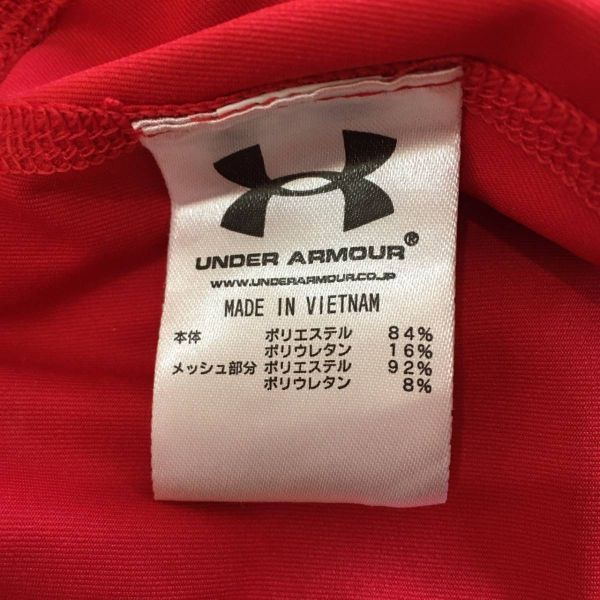 UNDER ARMOUR®
WWW.UNDERARMOUR.CO.JP
MADE IN VIETNAM
本体 ポリエステル 84%
ポリウレタン 16%
メッシュ部分 ポリエステル 92%
ポリウレタン 8%